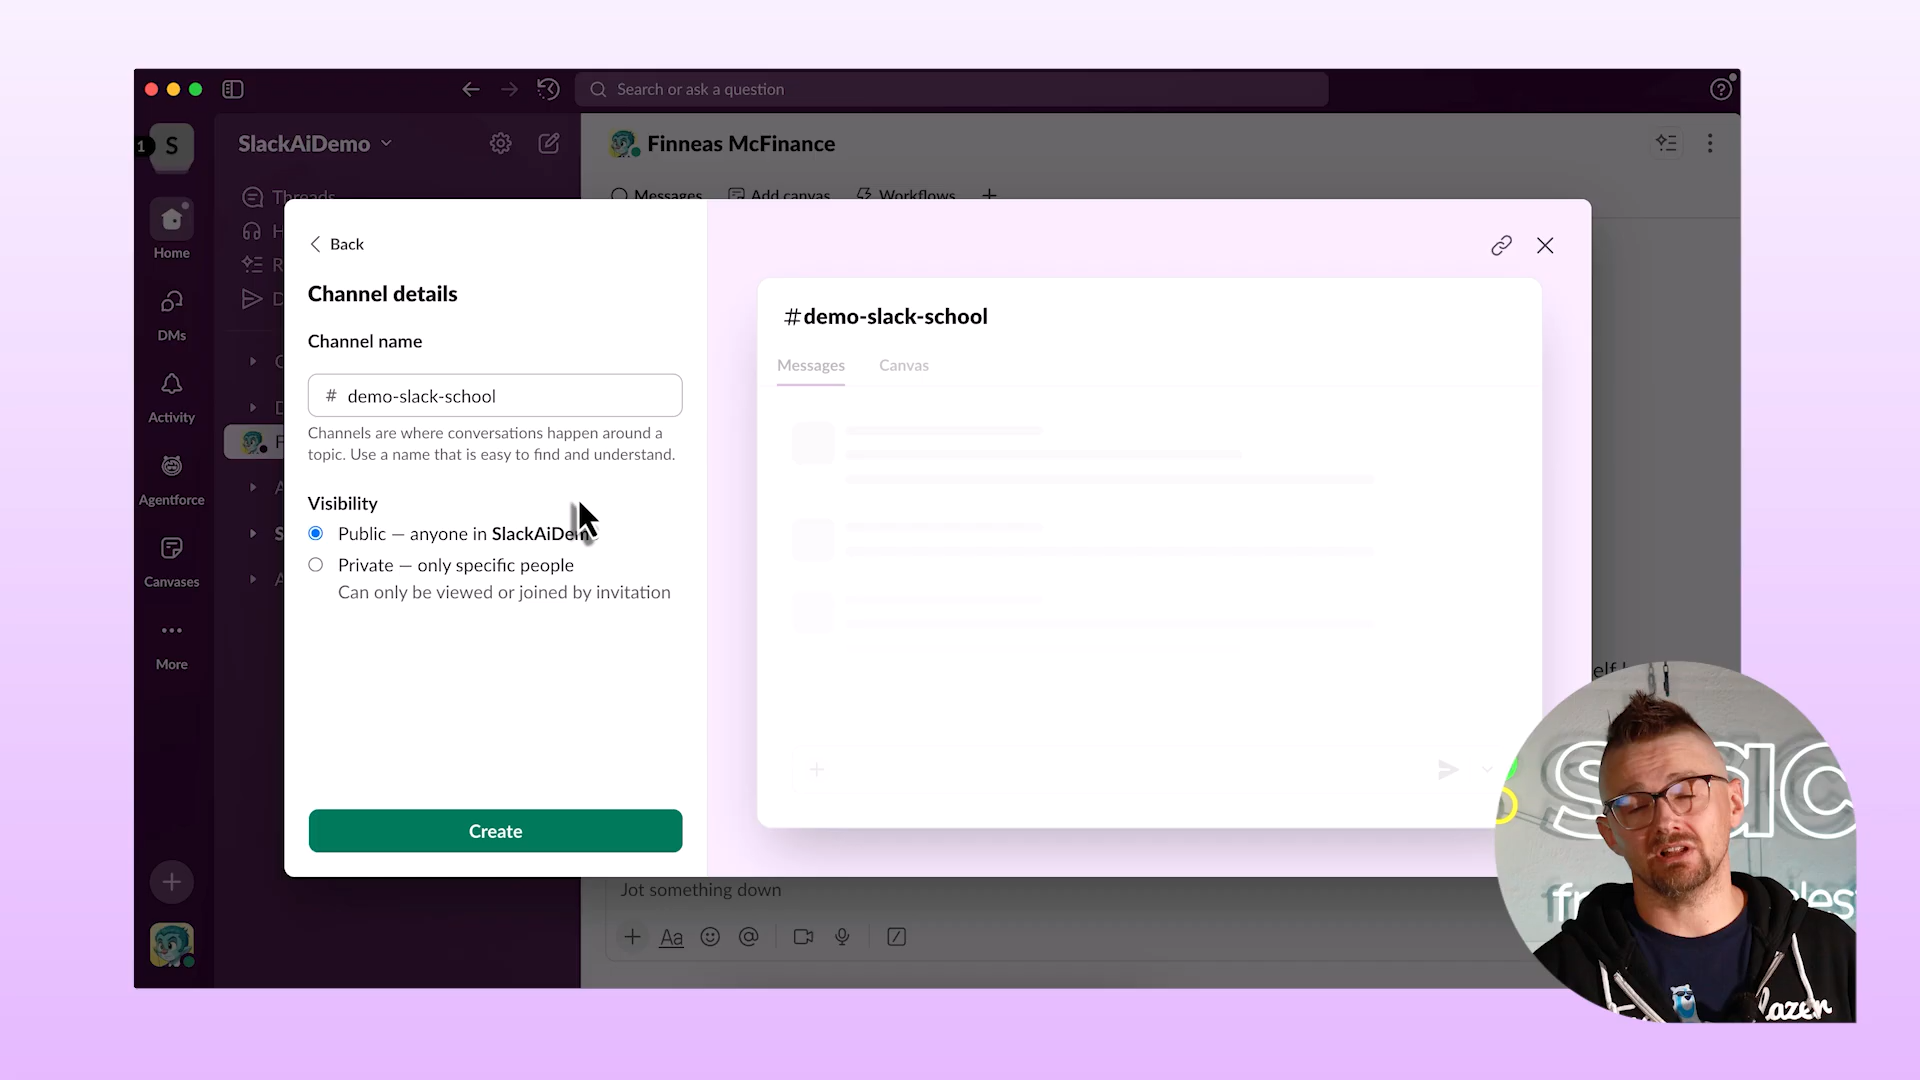 Search or ask a question
1
S
SlackAiDemo
Finneas McFinance
Threads
Messages
Add canvas
Workflows
Home
DMs
Activity
Agentforce
Canvases
More
Back
Channel details
Channel name
# demo-slack-school
Channels are where conversations happen around a
topic. Use a name that is easy to find and understand.
Visibility
Public — anyone in SlackAiDem
Private — only specific people
Can only be viewed or joined by invitation
Create
#demo-slack-school
Messages
Canvas
Jot something down
Aa